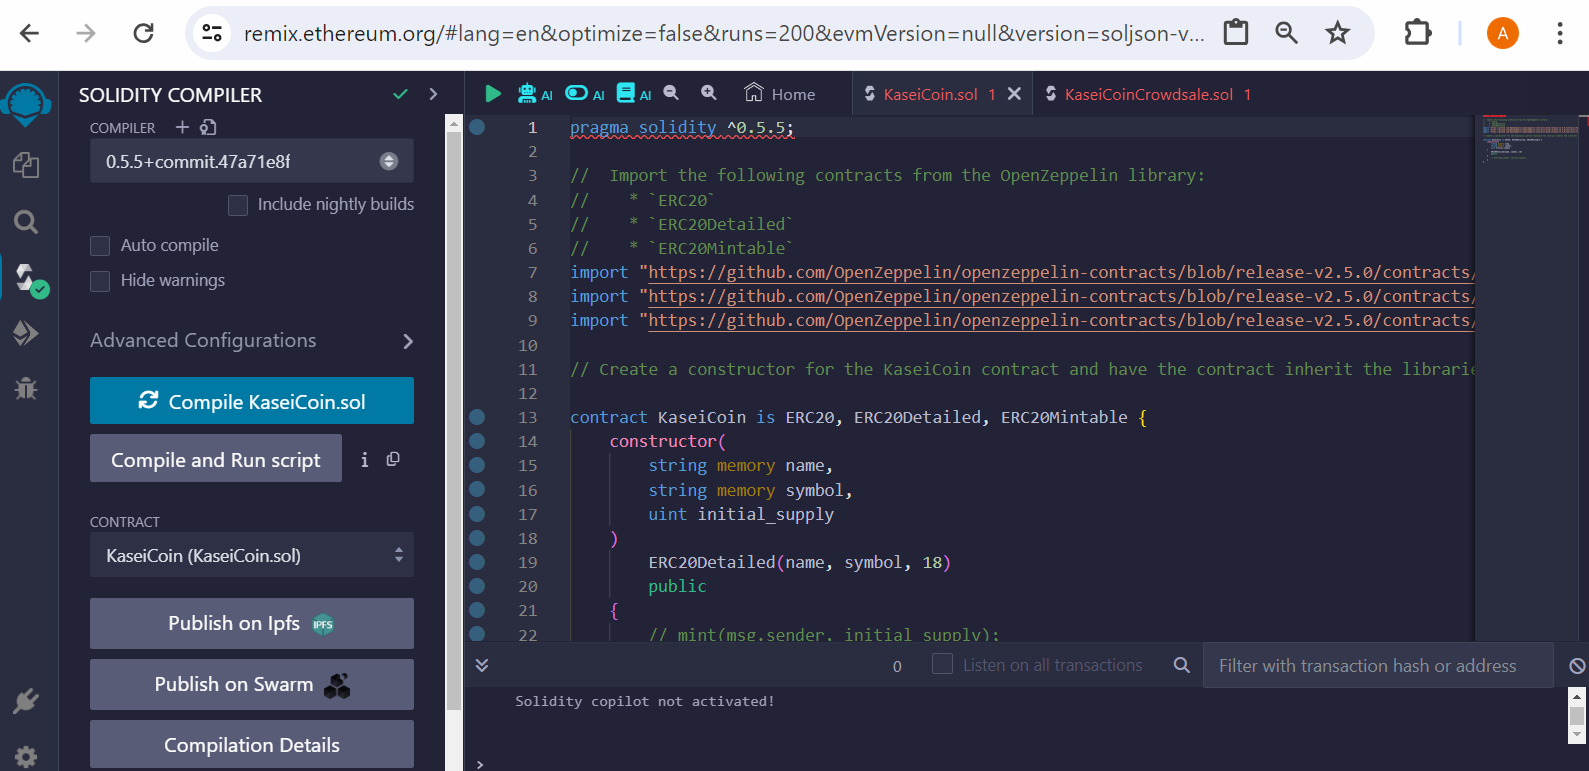 remix.ethereum.org/#lang=en&optimize=false&runs=200&evmVersion=null&version=soljson-v...
A
SOLIDITY COMPILER
COMPILER
0.5.5+commit.47a71e8f
Include nightly builds
Auto compile
Hide warnings
Advanced Configurations
Compile KaseiCoin.sol
Compile and Run script
CONTRACT
KaseiCoin (KaseiCoin.sol)
Publish on Ipfs IPFS
Publish on Swarm
Compilation Details
AI AI AI Home KaseiCoin.sol 1 KaseiCoinCrowdsale.sol 1
1 pragma solidity ^0.5.5;
2
3 //  Import the following contracts from the OpenZeppelin library:
4 //    * `ERC20`
5 //    * `ERC20Detailed`
6 //    * `ERC20Mintable`
7 import "https://github.com/OpenZeppelin/openzeppelin-contracts/blob/release-v2.5.0/contracts/
8 import "https://github.com/OpenZeppelin/openzeppelin-contracts/blob/release-v2.5.0/contracts/
9 import "https://github.com/OpenZeppelin/openzeppelin-contracts/blob/release-v2.5.0/contracts/
10
11 // Create a constructor for the KaseiCoin contract and have the contract inherit the librarie
12
13 contract KaseiCoin is ERC20, ERC20Detailed, ERC20Mintable {
14     constructor(
15         string memory name,
16         string memory symbol,
17         uint initial_supply
18     )
19         ERC20Detailed(name, symbol, 18)
20         public
21     {
22         // mint(msg.sender, initial_supply);
0 Listen on all transactions Filter with transaction hash or address
Solidity copilot not activated!
>